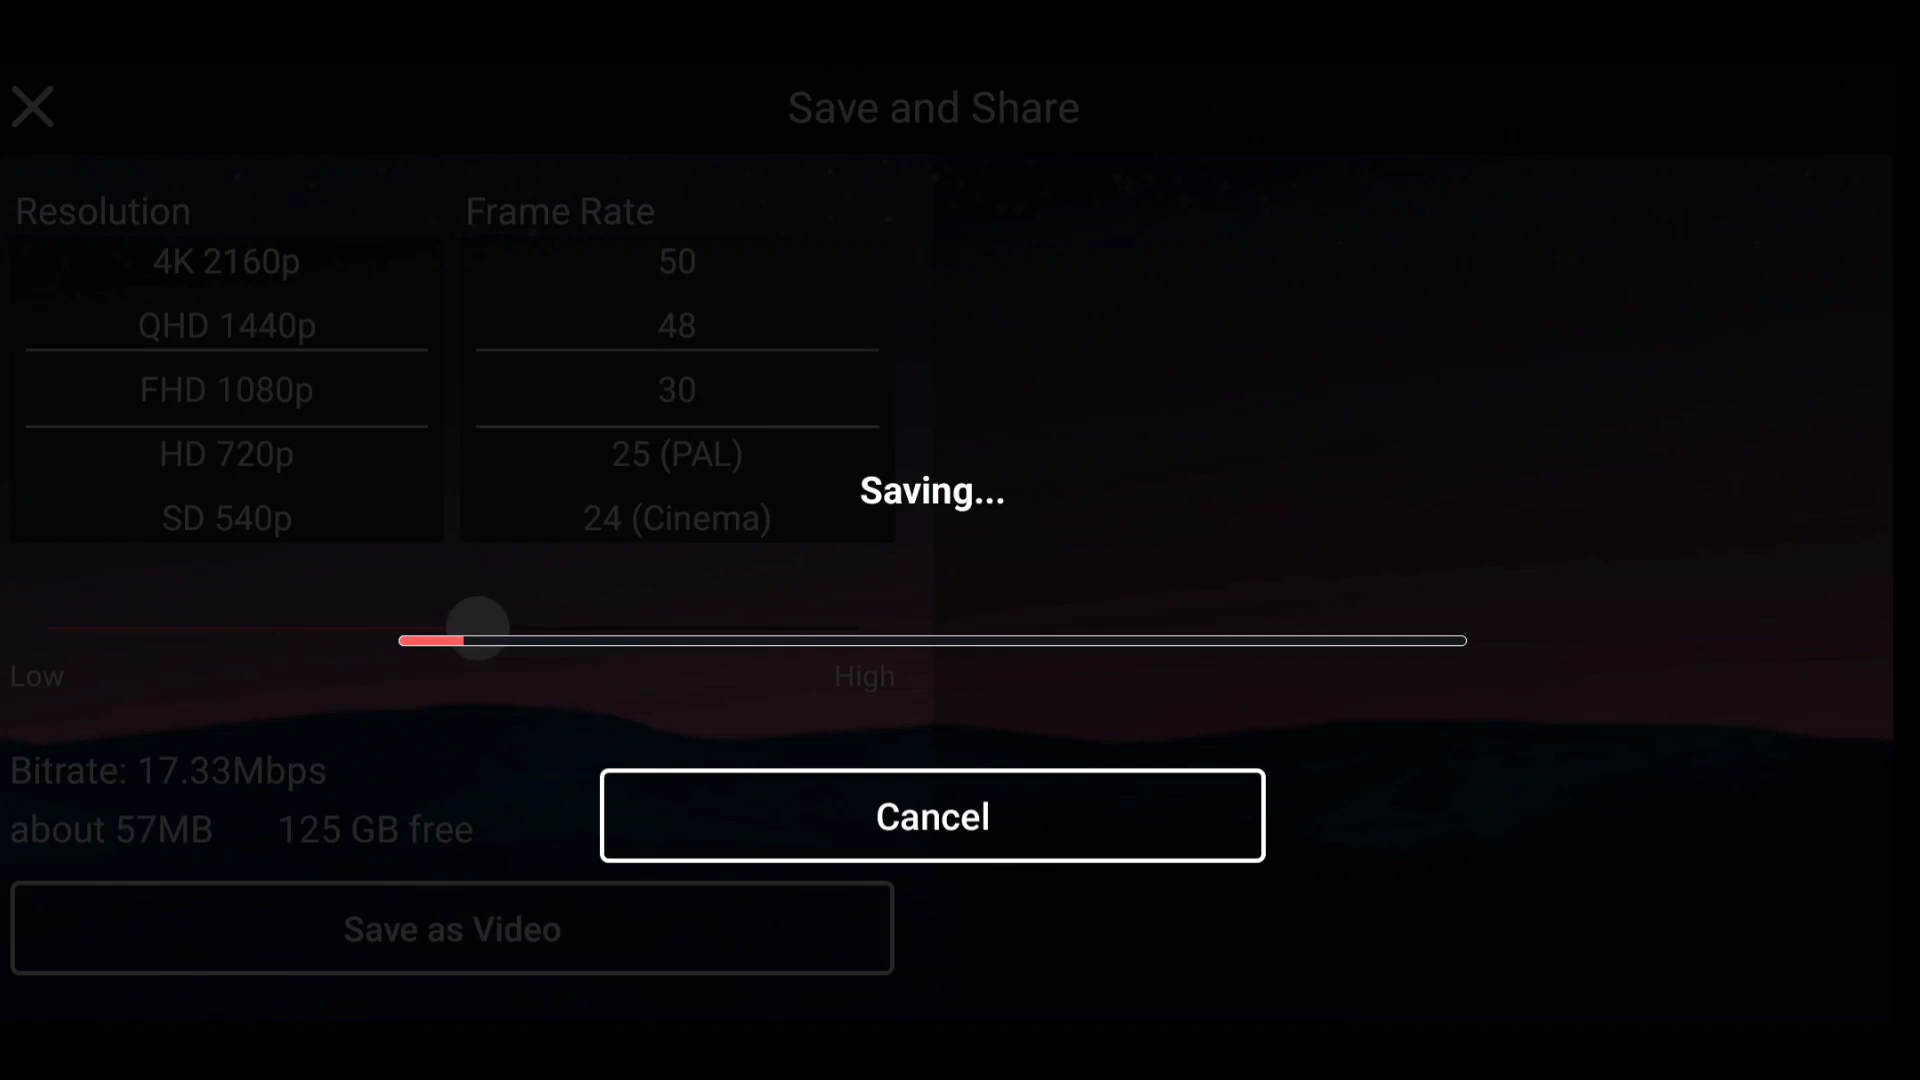 Save and Share
Resolution
Frame Rate
4K 2160p
50
QHD 1440p
48
FHD 1080p
30
HD 720p
25 (PAL)
SD 540p
24 (Cinema)
Saving...
Low
High
Bitrate: 17.33Mbps
about 57MB
125 GB free
Cancel
Save as Video